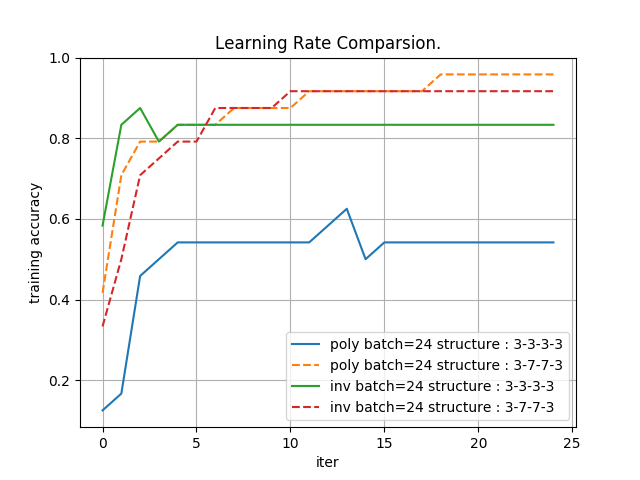 Learning Rate Comparsion.
1.0
0.8
0.6
0.4
0.2
training accuracy
poly batch=24 structure : 3-3-3-3
poly batch=24 structure : 3-7-7-3
inv batch=24 structure : 3-3-3-3
inv batch=24 structure : 3-7-7-3
0 5 10 15 20 25
iter